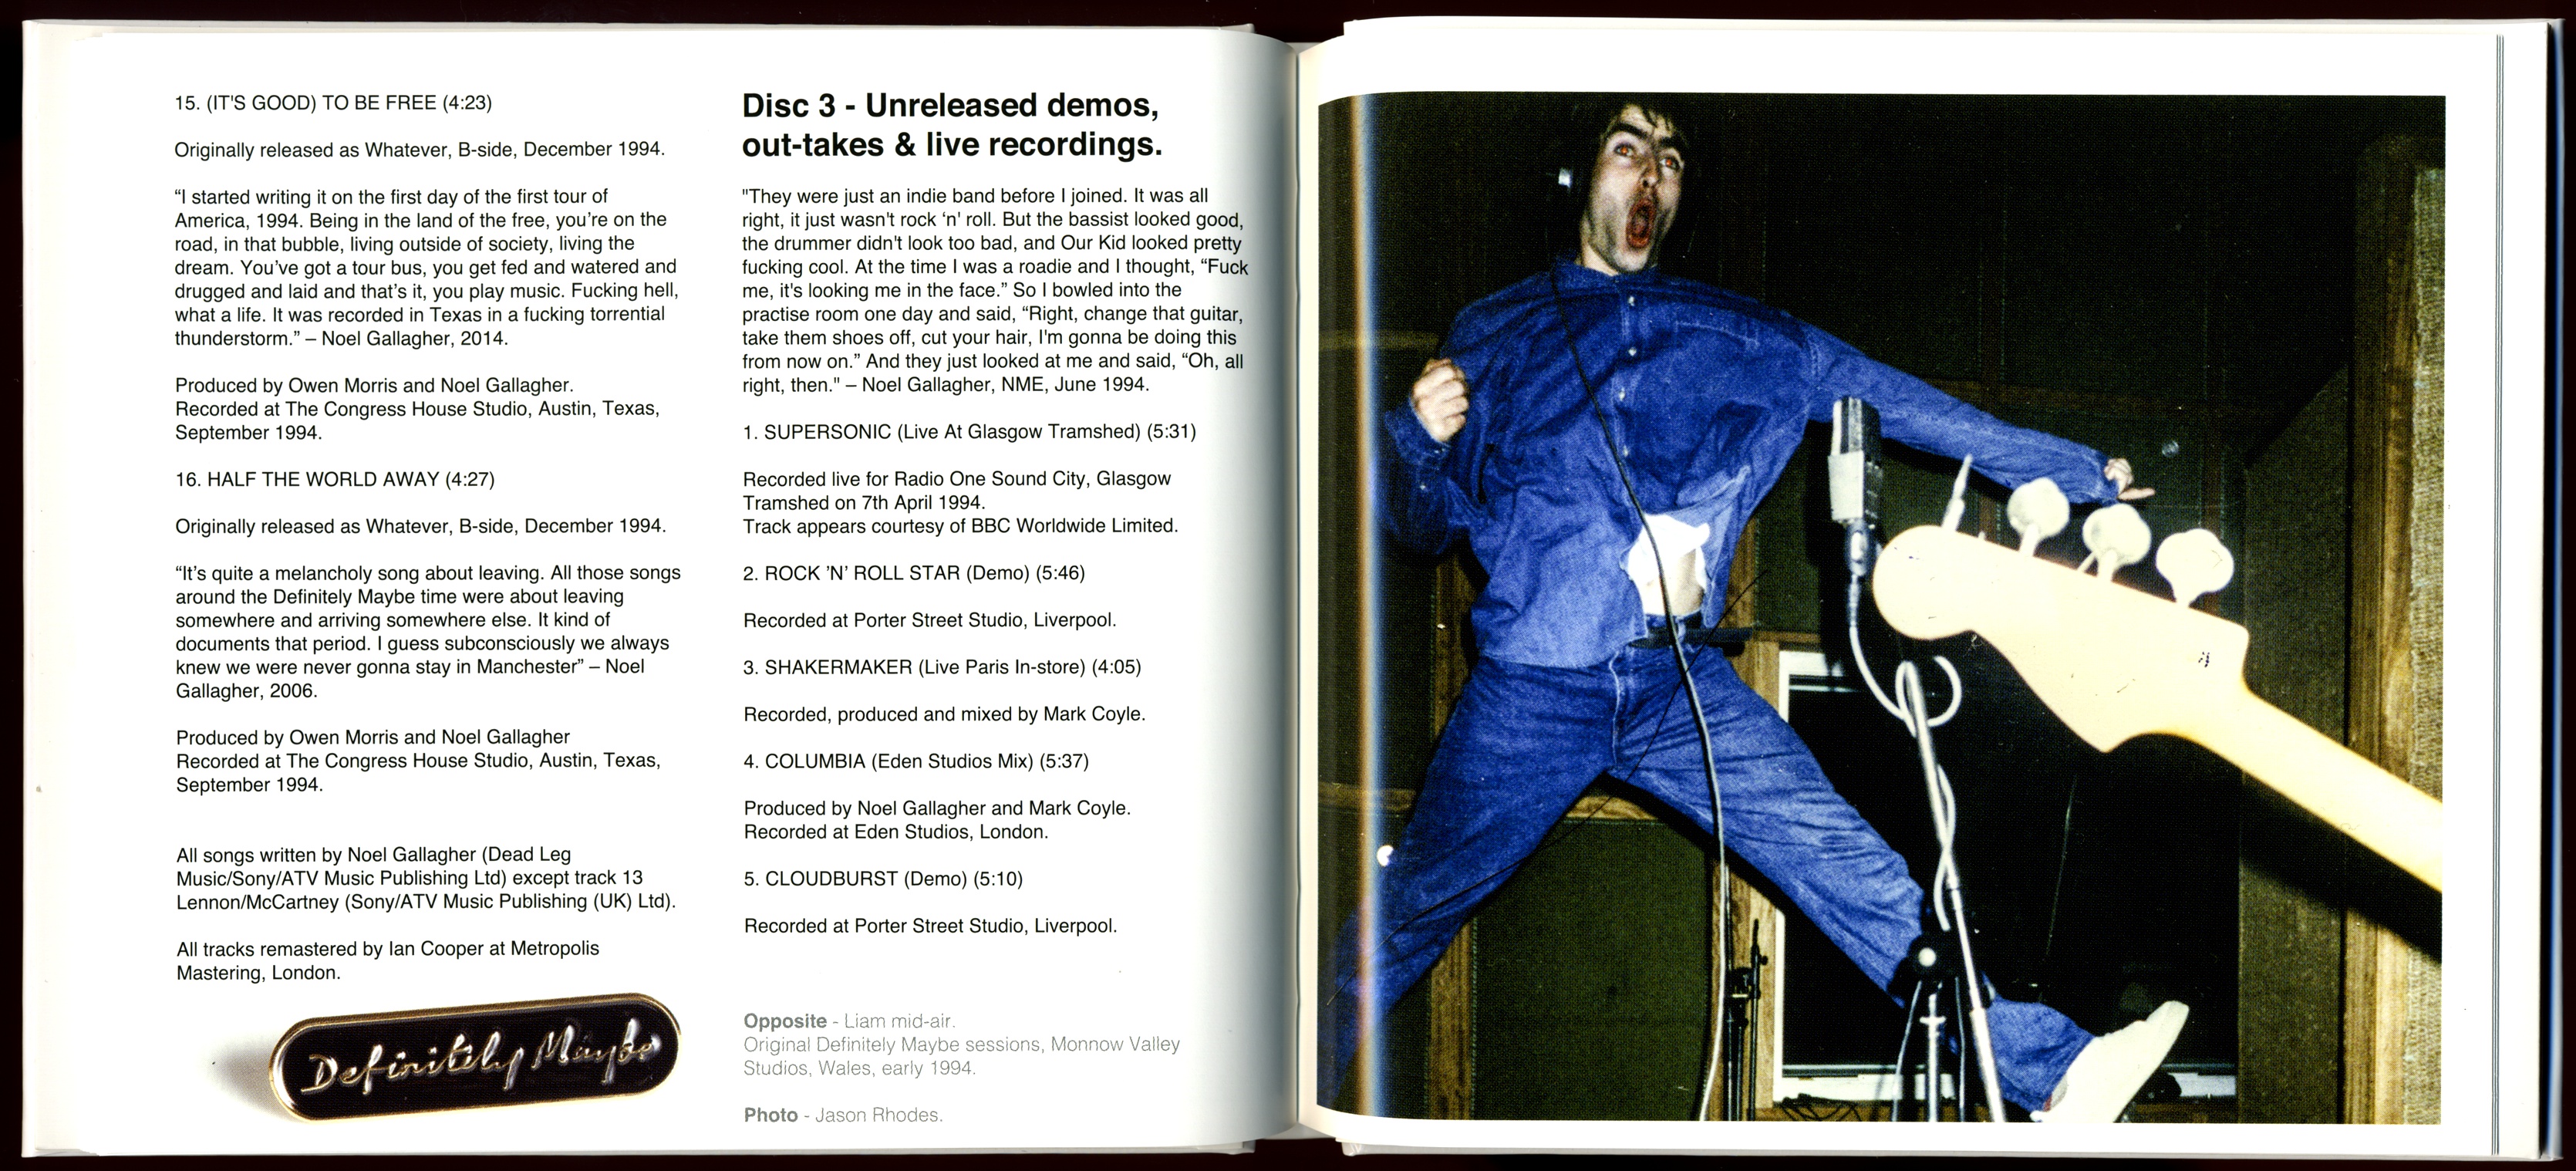 15. (IT'S GOOD) TO BE FREE (4:23)
Originally released as Whatever, B-side, December 1994.
“I started writing it on the first day of the first tour of
America, 1994. Being in the land of the free, you’re on the
road, in that bubble, living outside of society, living the
dream. You’ve got a tour bus, you get fed and watered and
drugged and laid and that’s it, you play music. Fucking hell,
what a life. It was recorded in Texas in a fucking torrential
thunderstorm.” – Noel Gallagher, 2014.
Produced by Owen Morris and Noel Gallagher.
Recorded at The Congress House Studio, Austin, Texas,
September 1994.
16. HALF THE WORLD AWAY (4:27)
Originally released as Whatever, B-side, December 1994.
“It’s quite a melancholy song about leaving. All those songs
around the Definitely Maybe time were about leaving
somewhere and arriving somewhere else. It kind of
documents that period. I guess subconsciously we always
knew we were never gonna stay in Manchester” – Noel
Gallagher, 2006.
Produced by Owen Morris and Noel Gallagher
Recorded at The Congress House Studio, Austin, Texas,
September 1994.
All songs written by Noel Gallagher (Dead Leg
Music/Sony/ATV Music Publishing Ltd) except track 13
Lennon/McCartney (Sony/ATV Music Publishing (UK) Ltd).
All tracks remastered by Ian Cooper at Metropolis
Mastering, London.
Definitely Maybe
Disc 3 - Unreleased demos,
out-takes & live recordings.
"They were just an indie band before I joined. It was all
right, it just wasn't rock ‘n' roll. But the bassist looked good,
the drummer didn't look too bad, and Our Kid looked pretty
fucking cool. At the time I was a roadie and I thought, “Fuck
me, it's looking me in the face.” So I bowled into the
practise room one day and said, “Right, change that guitar,
take them shoes off, cut your hair, I'm gonna be doing this
from now on.” And they just looked at me and said, “Oh, all
right, then." – Noel Gallagher, NME, June 1994.
1. SUPERSONIC (Live At Glasgow Tramshed) (5:31)
Recorded live for Radio One Sound City, Glasgow
Tramshed on 7th April 1994.
Track appears courtesy of BBC Worldwide Limited.
2. ROCK ’N’ ROLL STAR (Demo) (5:46)
Recorded at Porter Street Studio, Liverpool.
3. SHAKERMAKER (Live Paris In-store) (4:05)
Recorded, produced and mixed by Mark Coyle.
4. COLUMBIA (Eden Studios Mix) (5:37)
Produced by Noel Gallagher and Mark Coyle.
Recorded at Eden Studios, London.
5. CLOUDBURST (Demo) (5:10)
Recorded at Porter Street Studio, Liverpool.
Opposite - Liam mid-air.
Original Definitely Maybe sessions, Monnow Valley
Studios, Wales, early 1994.
Photo - Jason Rhodes.